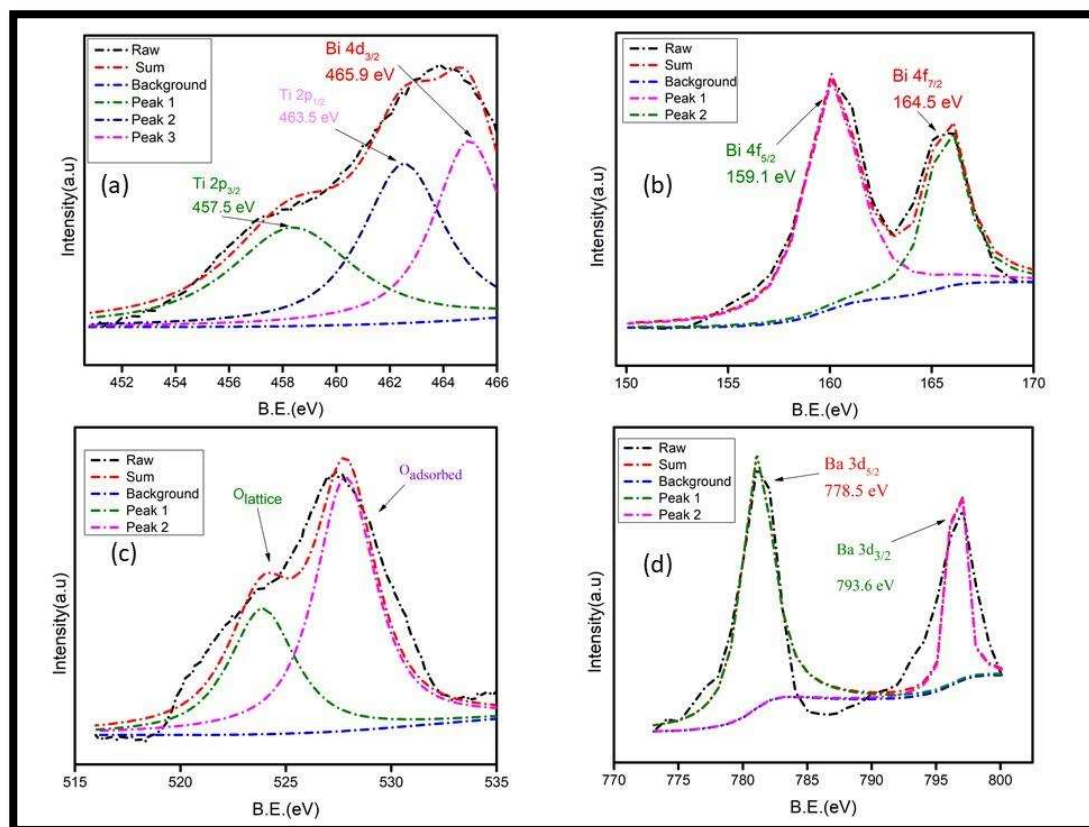 Raw
Sum
Background
Peak 1
Peak 2
Peak 3
Bi 4d3/2
465.9 eV
Ti 2p1/2
463.5 eV
(a)
Ti 2p3/2
457.5 eV
Intensity(a.u)
452 454 456 458 460 462 464 466
B.E.(eV)
Raw
Sum
Background
Peak 1
Peak 2
Bi 4f7/2
164.5 eV
(b)
Bi 4f5/2
159.1 eV
Intensity(a.u)
150 155 160 165 170
B.E.(eV)
Raw
Sum
Background
Peak 1
Peak 2
Olattice
Oadsorbed
(c)
Intensity(a.u)
515 520 525 530 535
B.E.(eV)
Raw
Sum
Background
Peak 1
Peak 2
Ba 3d5/2
778.5 eV
Ba 3d3/2
793.6 eV
(d)
Intensity(a.u)
770 775 780 785 790 795 800
B.E.(eV)